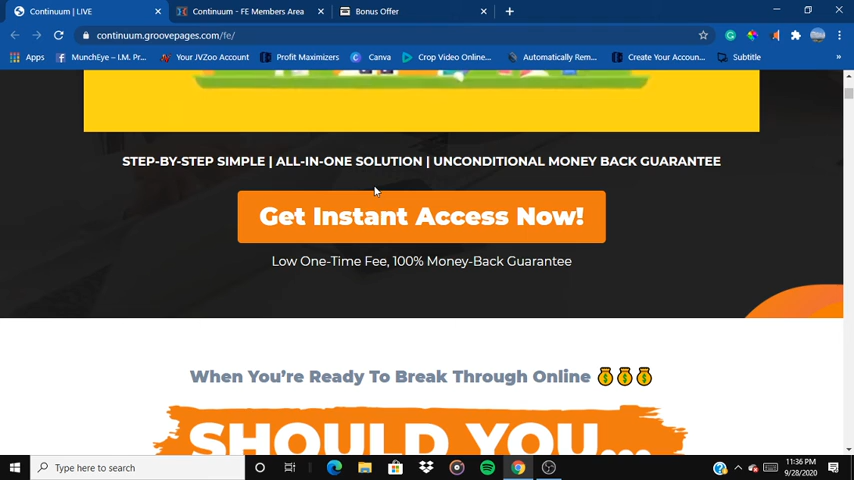 Continuum | LIVE
Continuum - FE Members Area
Bonus Offer
continuum.groovepages.com/fe/
Apps
MunchEye – I.M. Pr...
Your JVZoo Account
Profit Maximizers
Canva
Crop Video Online...
Automatically Rem...
Create Your Accoun...
Subtitle
STEP-BY-STEP SIMPLE | ALL-IN-ONE SOLUTION | UNCONDITIONAL MONEY BACK GUARANTEE
Get Instant Access Now!
Low One-Time Fee, 100% Money-Back Guarantee
When You're Ready To Break Through Online
SHOULD YOU...
Type here to search
11:36 PM
9/28/2020